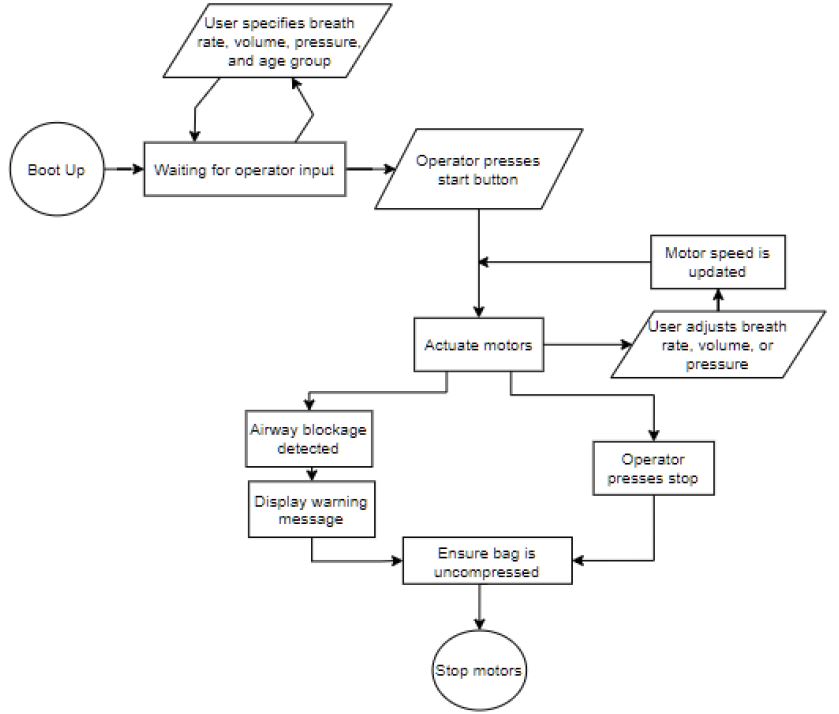 User specifies breath
rate, volume, pressure,
and age group
Boot Up
Waiting for operator input
Operator presses
start button
Motor speed is
updated
User adjusts breath
rate, volume, or
pressure
Actuate motors
Airway blockage
detected
Operator
presses stop
Display warning
message
Ensure bag is
uncompressed
Stop motors